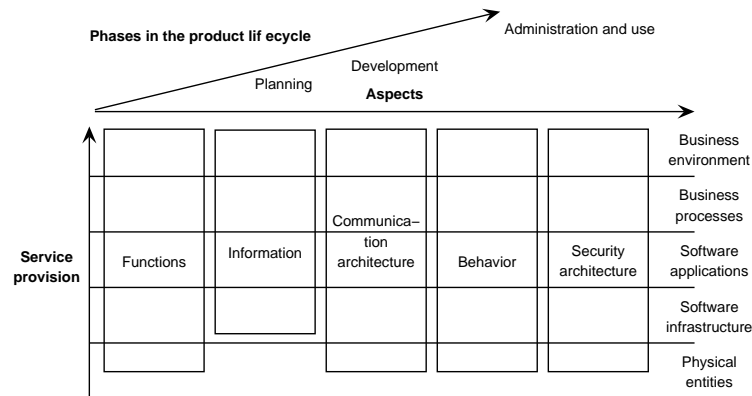 Phases in the product lif ecycle
Administration and use
Development
Planning
Aspects
Business
environment
Business
processes
Communica–
tion
architecture
Service
provision
Functions
Information
Behavior
Security
architecture
Software
applications
Software
infrastructure
Physical
entities